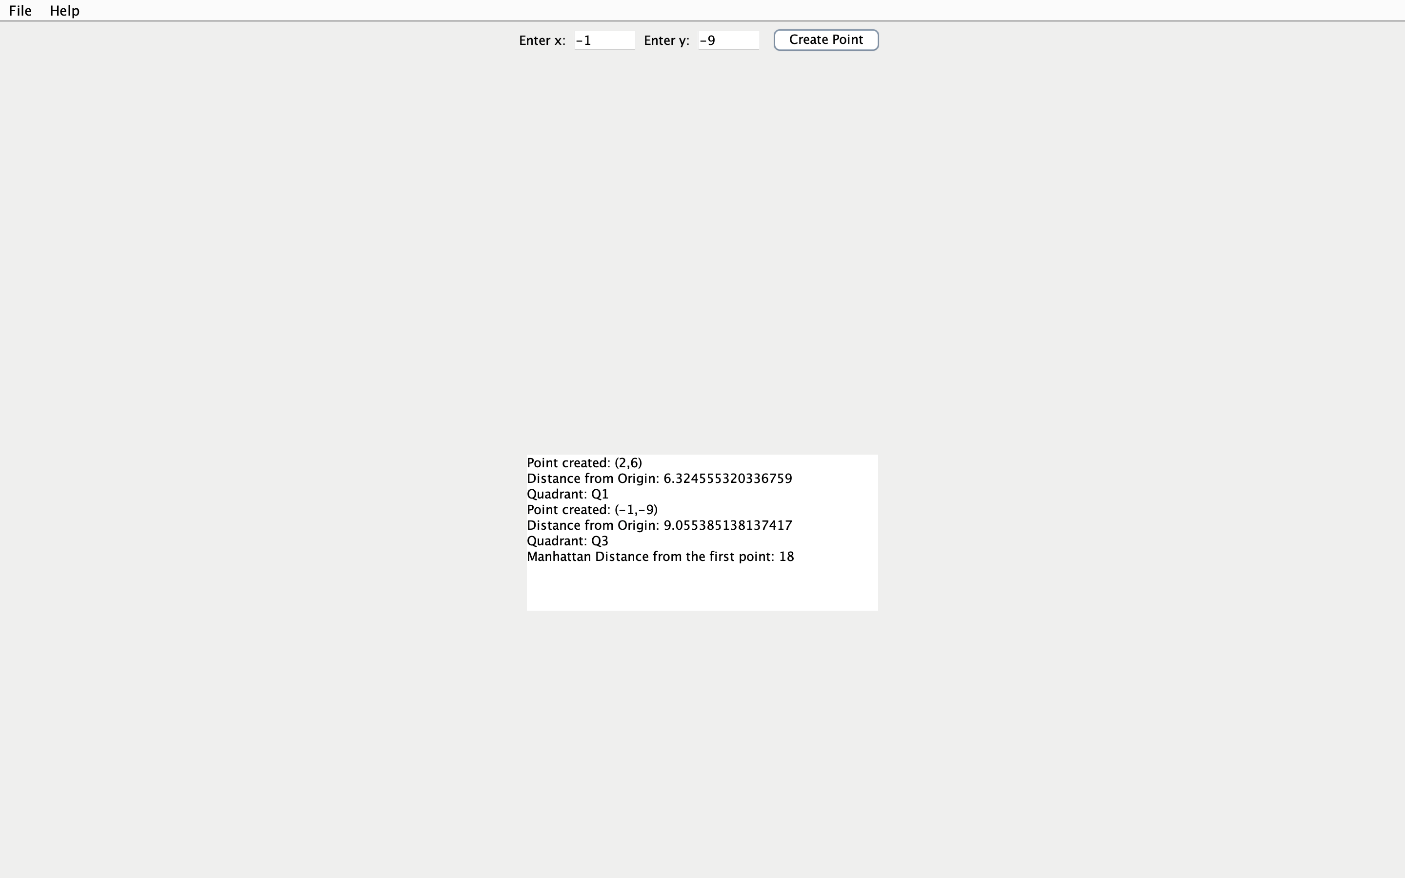 File Help
Enter x: -1 Enter y: -9 Create Point
Point created: (2,6)
Distance from Origin: 6.324555320336759
Quadrant: Q1
Point created: (-1,-9)
Distance from Origin: 9.055385138137417
Quadrant: Q3
Manhattan Distance from the first point: 18